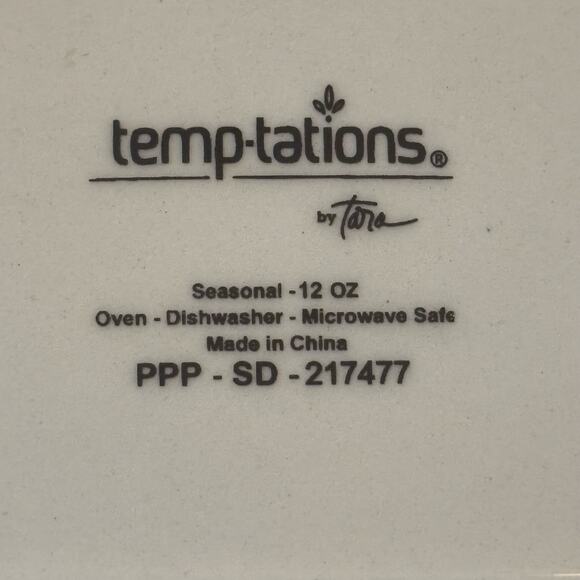 temp-tations®
by Tara
Seasonal - 12 OZ
Oven - Dishwasher - Microwave Safe
Made in China
PPP - SD - 217477